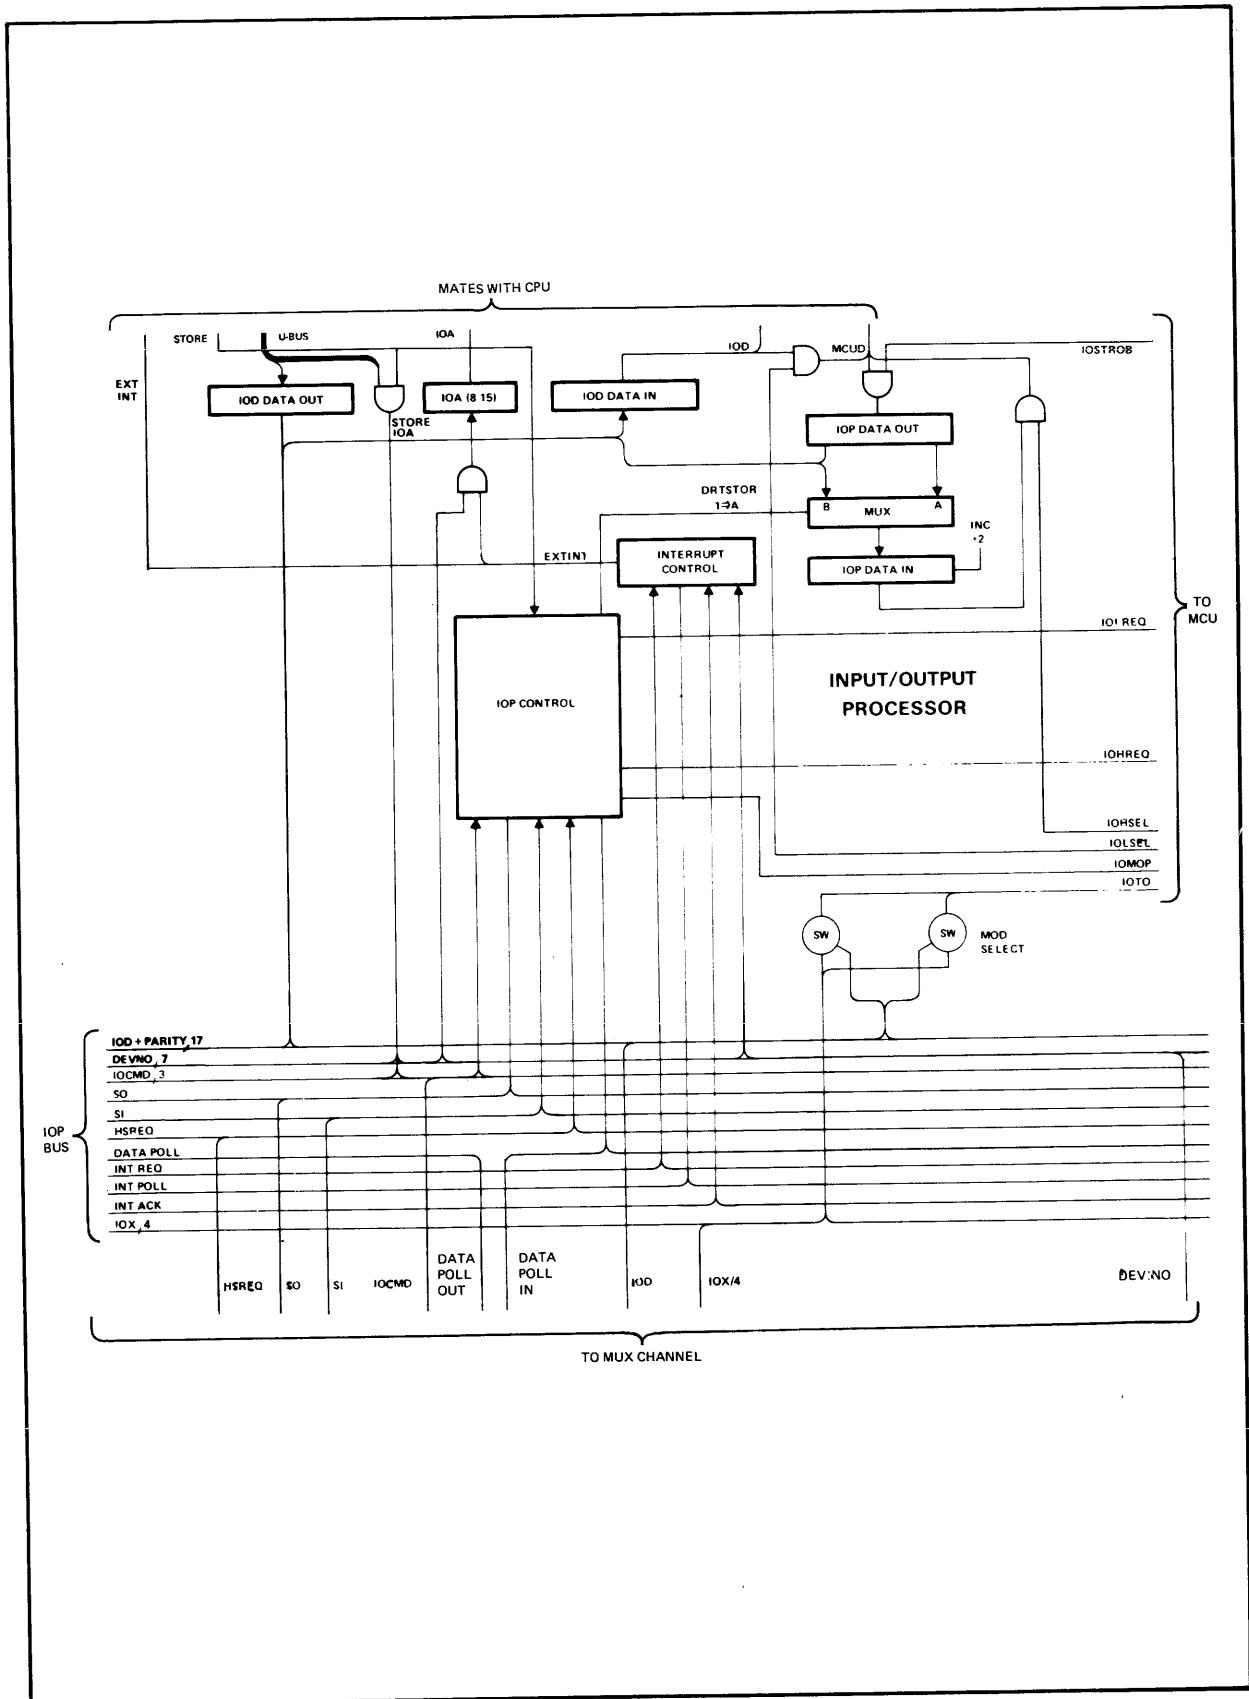 MATES WITH CPU
STORE
U-BUS
IOA
IOD
MCUD
IOSTROB
EXT
INT
IOD DATA OUT
STORE
IOA
IOA (8 15)
IOD DATA IN
IOP DATA OUT
DRTSTOR
1⇒A
B
MUX
A
INC
+2
EXTINT
INTERRUPT
CONTROL
IOP DATA IN
TO
MCU
IOLREQ
INPUT/OUTPUT
PROCESSOR
IOP CONTROL
IOHREQ
IOHSEL
IOLSEL
IOMOP
IOTO
SW
SW
MOD
SELECT
IOD + PARITY, 17
DEVNO, 7
IOCMD, 3
SO
SI
HSREQ
DATA POLL
INT REQ
INT POLL
INT ACK
IOX, 4
IOP
BUS
HSREQ
SO
SI
IOCMD
DATA
POLL
OUT
DATA
POLL
IN
IOD
IOX/4
DEV:NO
TO MUX CHANNEL